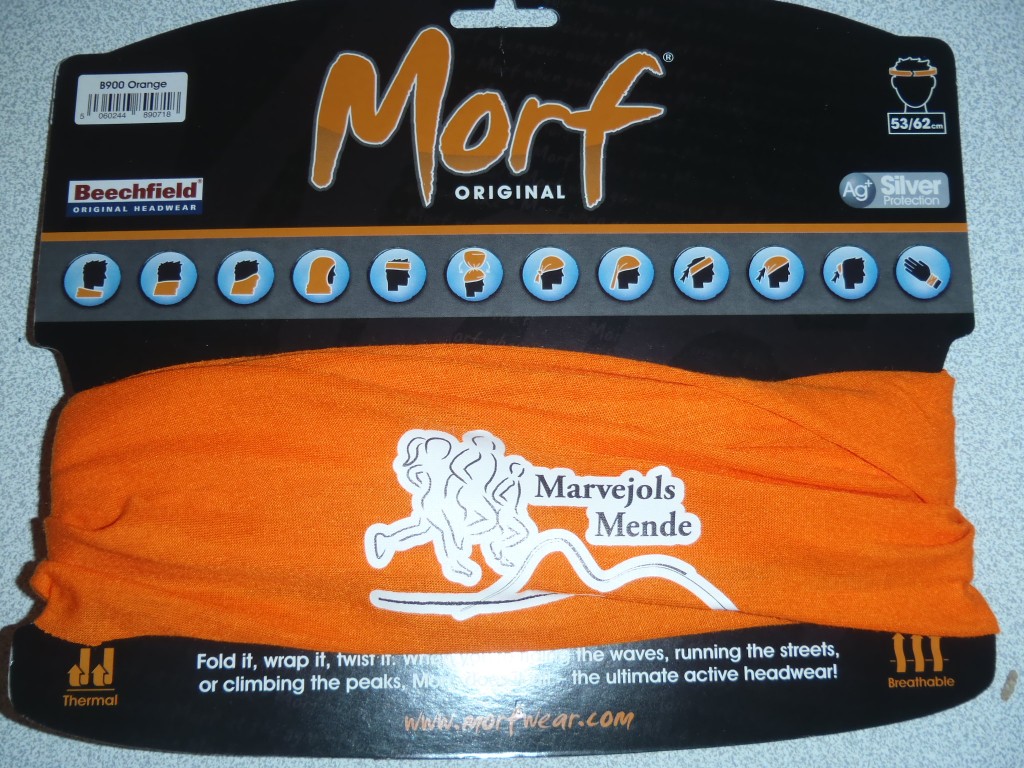 B900 Orange
5 060244 890718
Morf®
ORIGINAL
53/62cm
Beechfield®
ORIGINAL HEADWEAR
Ag+ Silver
Protection
Marvejols
Mende
Fold it, wrap it, twist it. the waves, running the streets,
or climbing the peaks, the ultimate active headwear!
Thermal
Breathable
www.morfwear.com